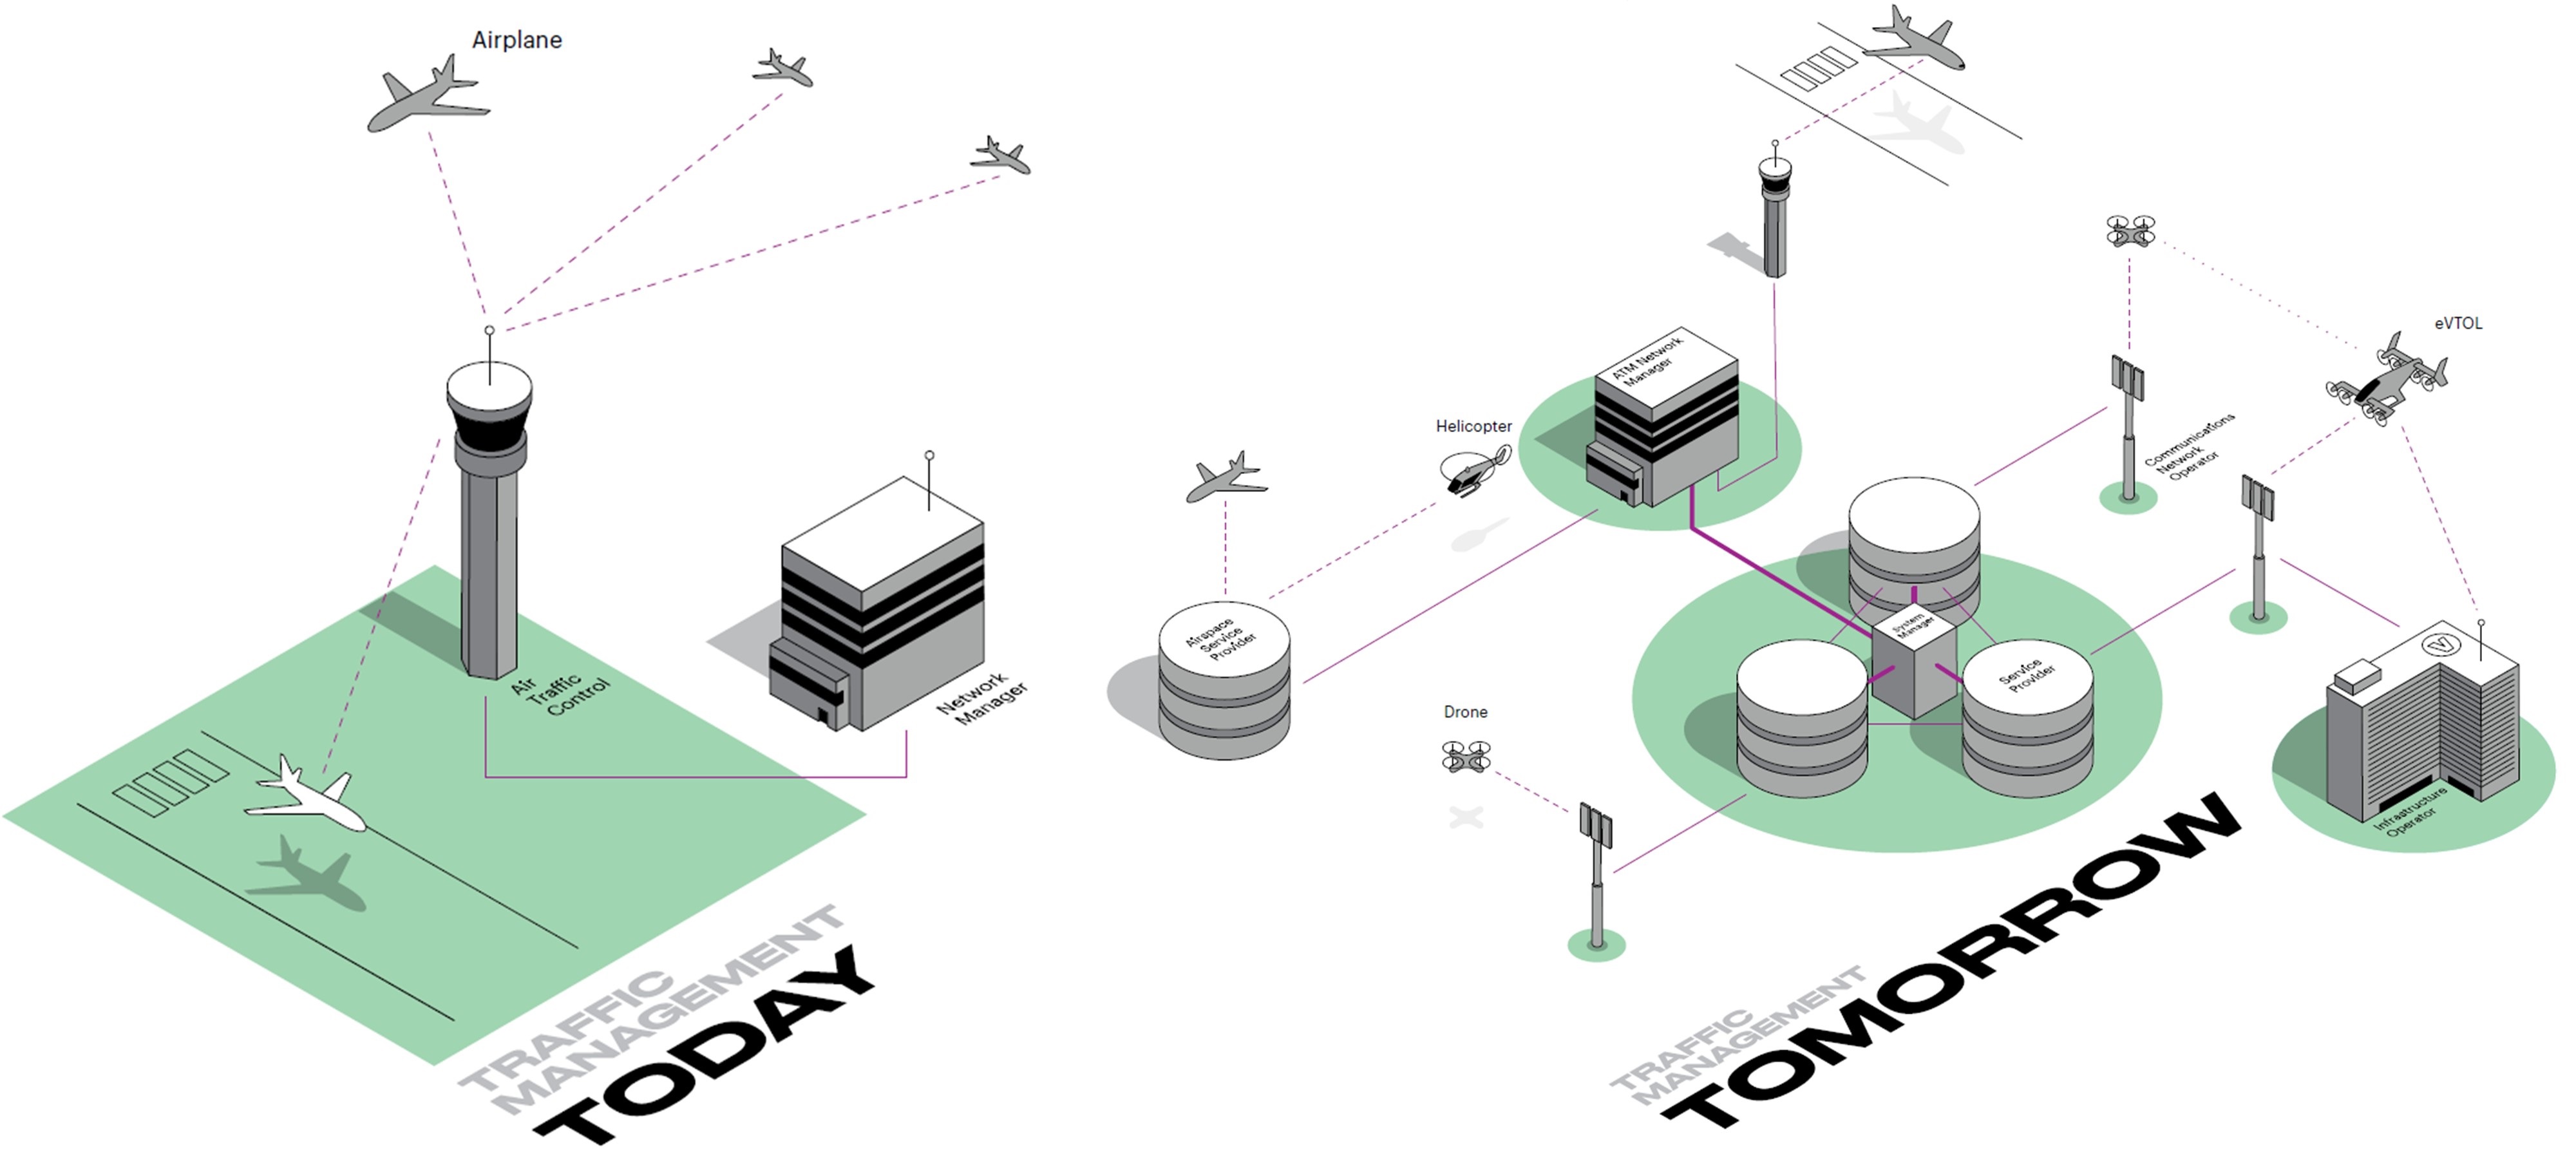 Airplane
Air
Traffic
Control
Network
Manager
TRAFFIC
MANAGEMENT
TODAY
ATM Network
Manager
Helicopter
Airspace
Service
Provider
Drone
eVTOL
Communications
Network
Operator
System
Manager
Service
Provider
V
Infrastructure
Operator
TRAFFIC
MANAGEMENT
TOMORROW